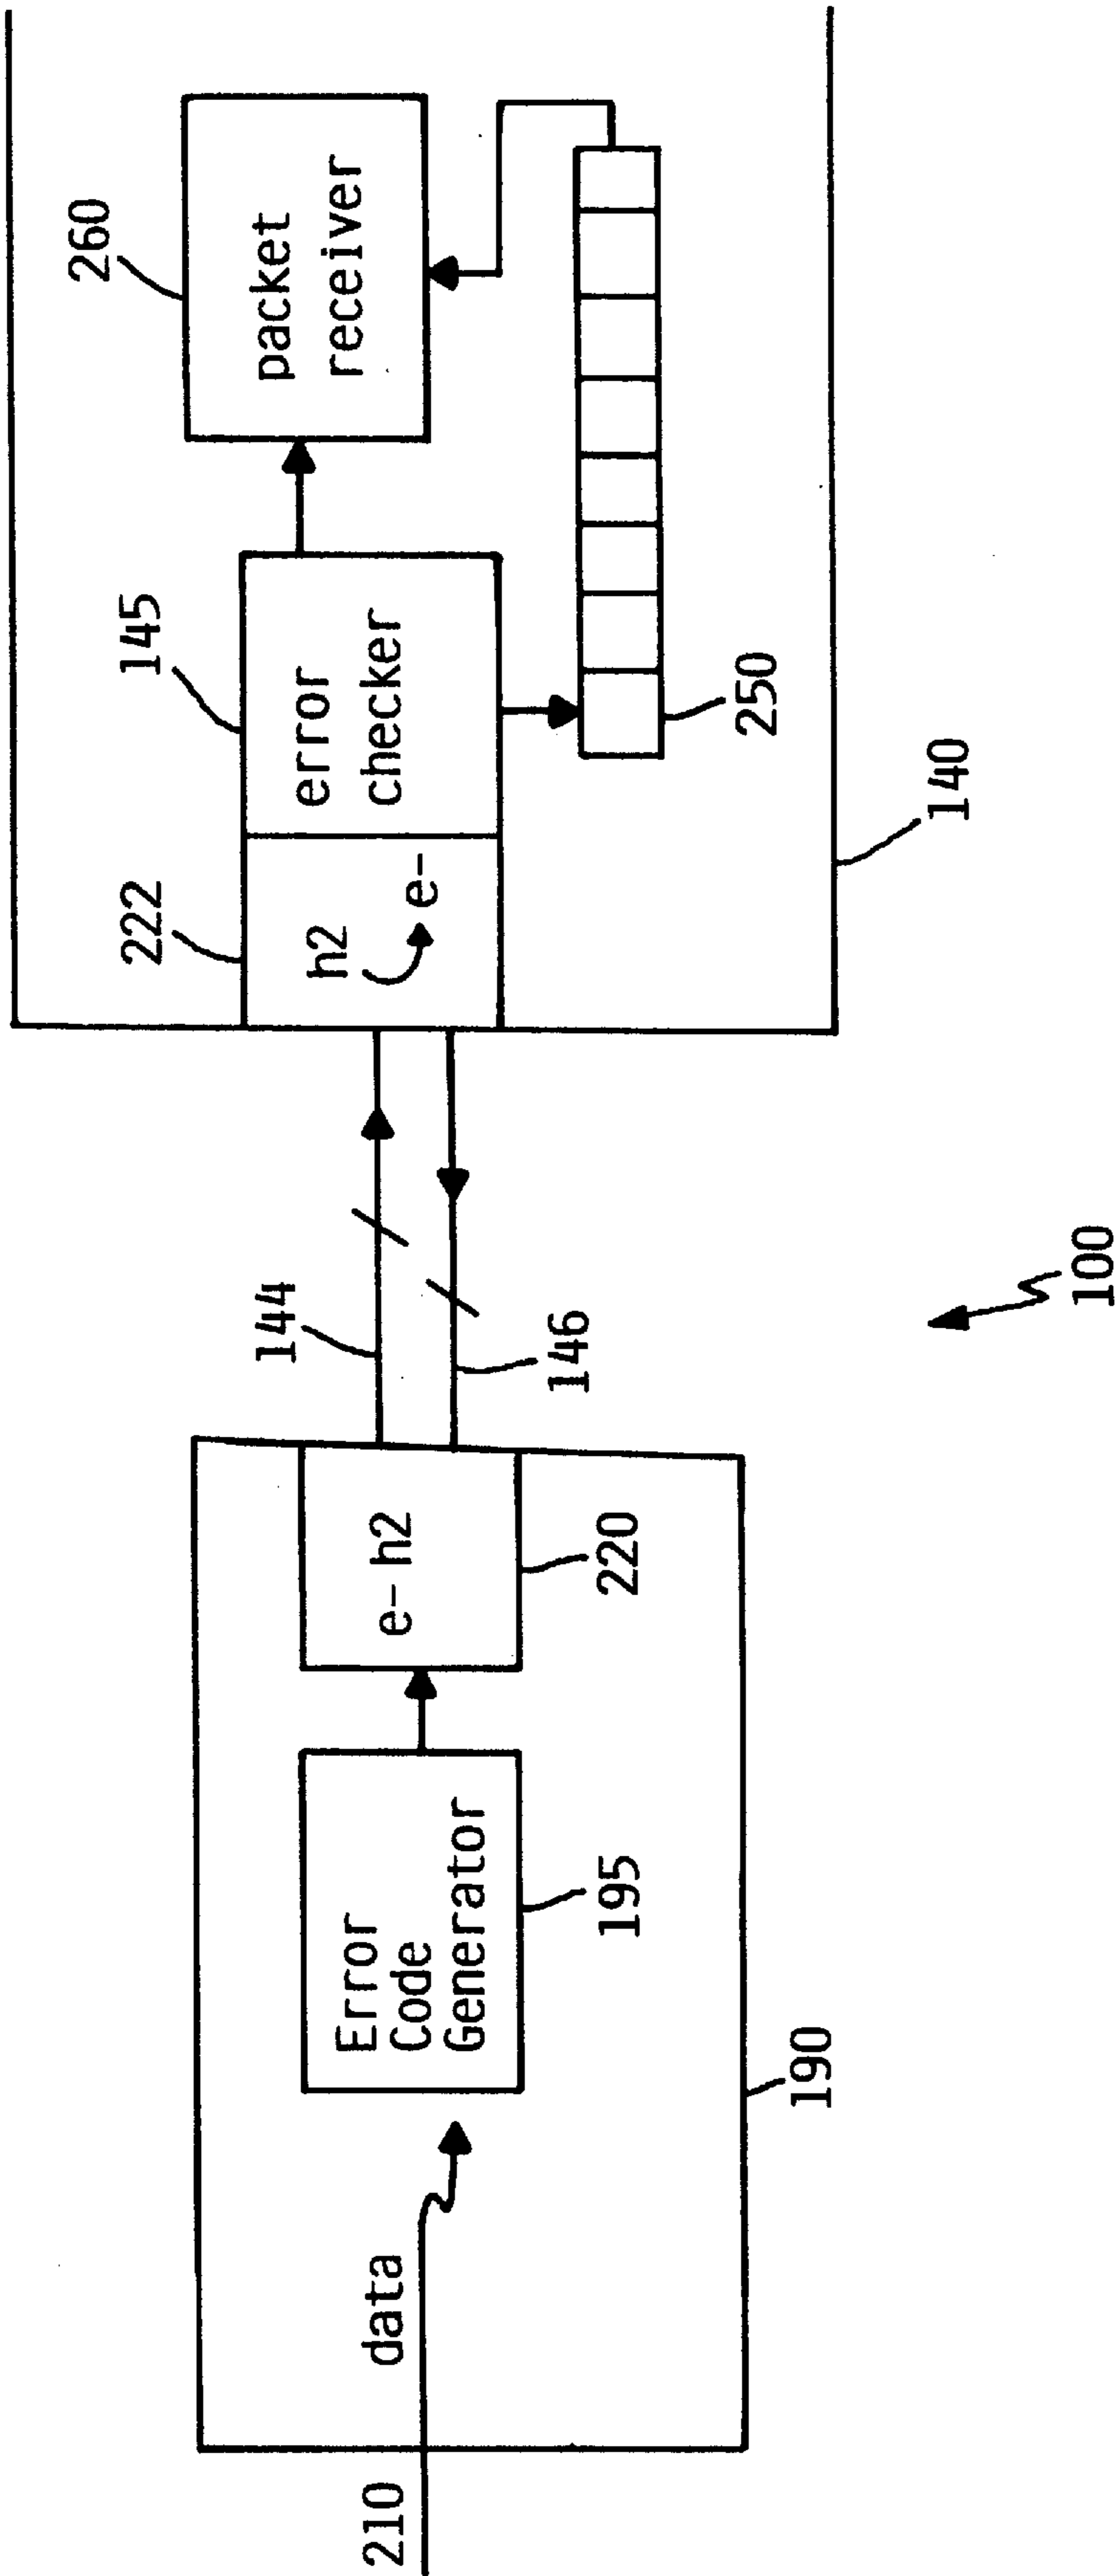 210
data
Error
Code
Generator
195
190
e- h2
220
144
146
100
222
h2
e-
145
error
checker
250
140
260
packet
receiver